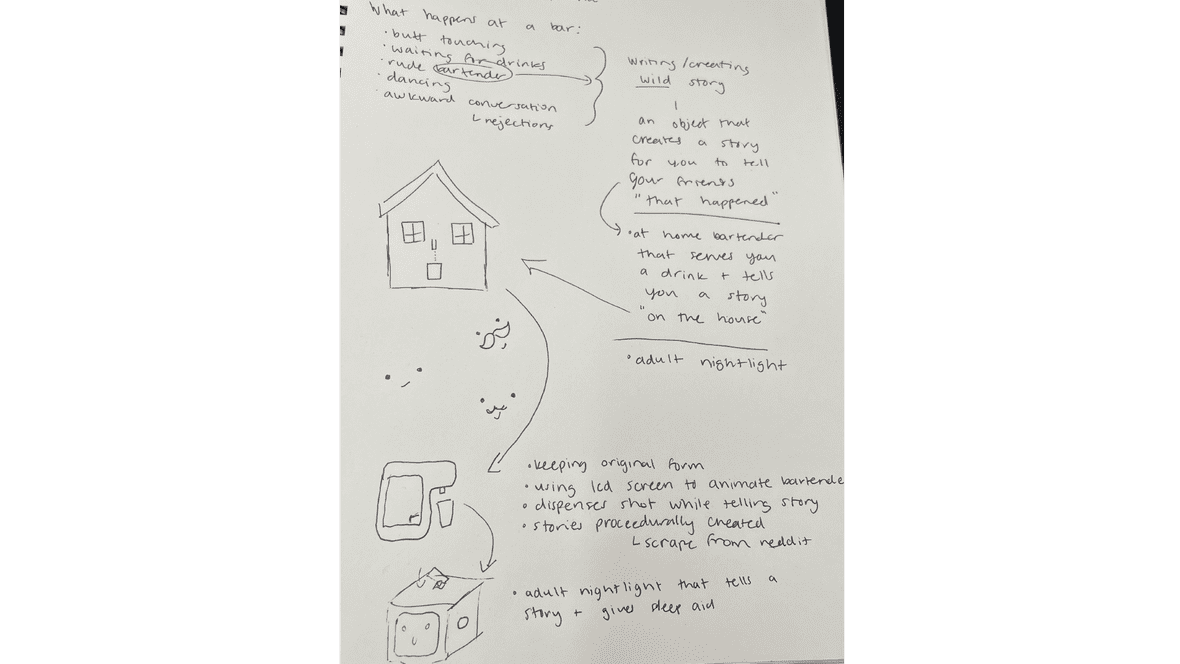 What happens at a bar:
· butt touching
· waiting for drinks
· rude bartender
· dancing
· awkward conversation
↳ rejections
writing/creating
wild story
an object that
creates a story
for you to tell
your friends
"that happened"
· at home bartender
that serves you
a drink + tells
you a story
"on the house"
· adult nightlight
· keeping original form
· using lcd screen to animate bartende
· dispenses shot while telling story
· stories proceedurally created
↳ scrape from reddit
· adult nightlight that tells a
story + gives sleep aid